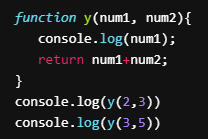 function y(num1, num2){
   console.log(num1);
   return num1+num2;
}
console.log(y(2,3))
console.log(y(3,5))